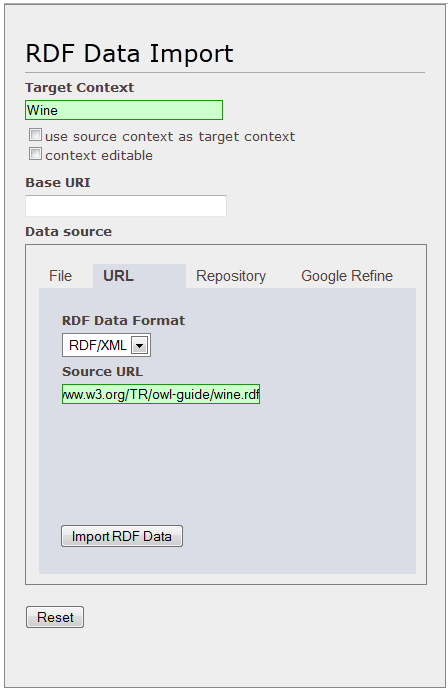 RDF Data Import
Target Context
Wine
use source context as target context
context editable
Base URI
Data source
File URL Repository Google Refine
RDF Data Format
RDF/XML
Source URL
ww.w3.org/TR/owl-guide/wine.rdf
Import RDF Data
Reset